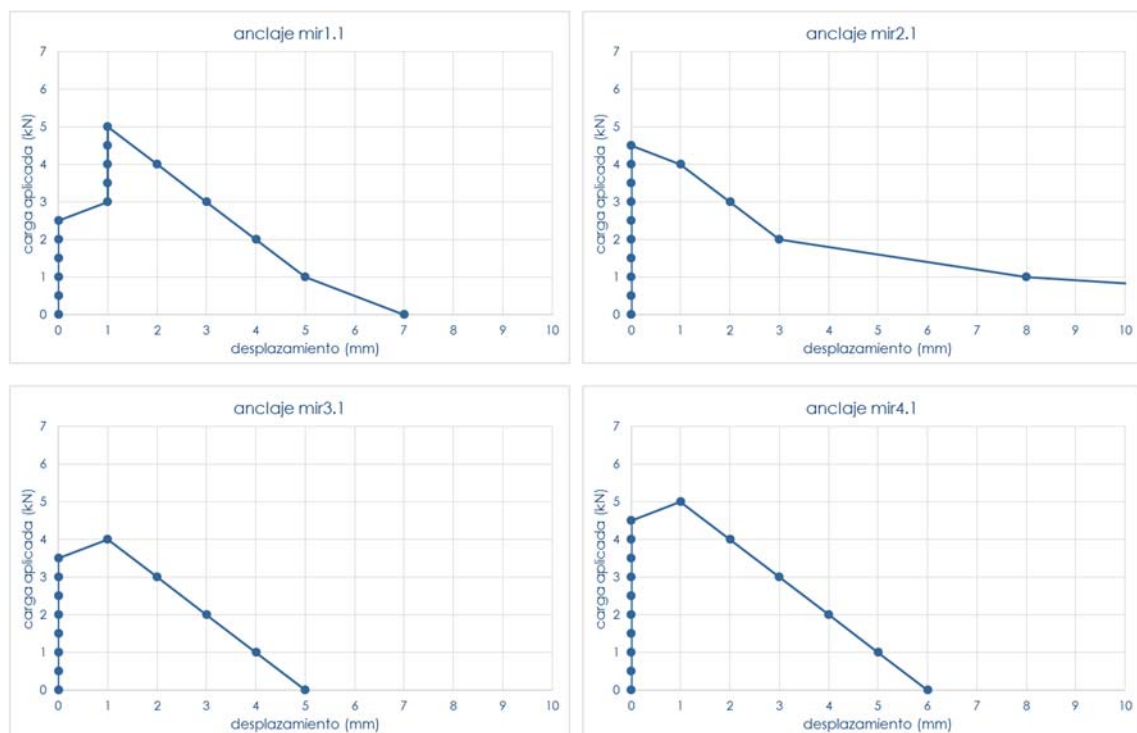 anclaje mir1.1
carga aplicada (kN)
7
6
5
4
3
2
1
0
0 1 2 3 4 5 6 7 8 9 10
desplazamiento (mm)
anclaje mir2.1
carga aplicada (kN)
7
6
5
4
3
2
1
0
0 1 2 3 4 5 6 7 8 9 10
desplazamiento (mm)
anclaje mir3.1
carga aplicada (kN)
7
6
5
4
3
2
1
0
0 1 2 3 4 5 6 7 8 9 10
desplazamiento (mm)
anclaje mir4.1
carga aplicada (kN)
7
6
5
4
3
2
1
0
0 1 2 3 4 5 6 7 8 9 10
desplazamiento (mm)